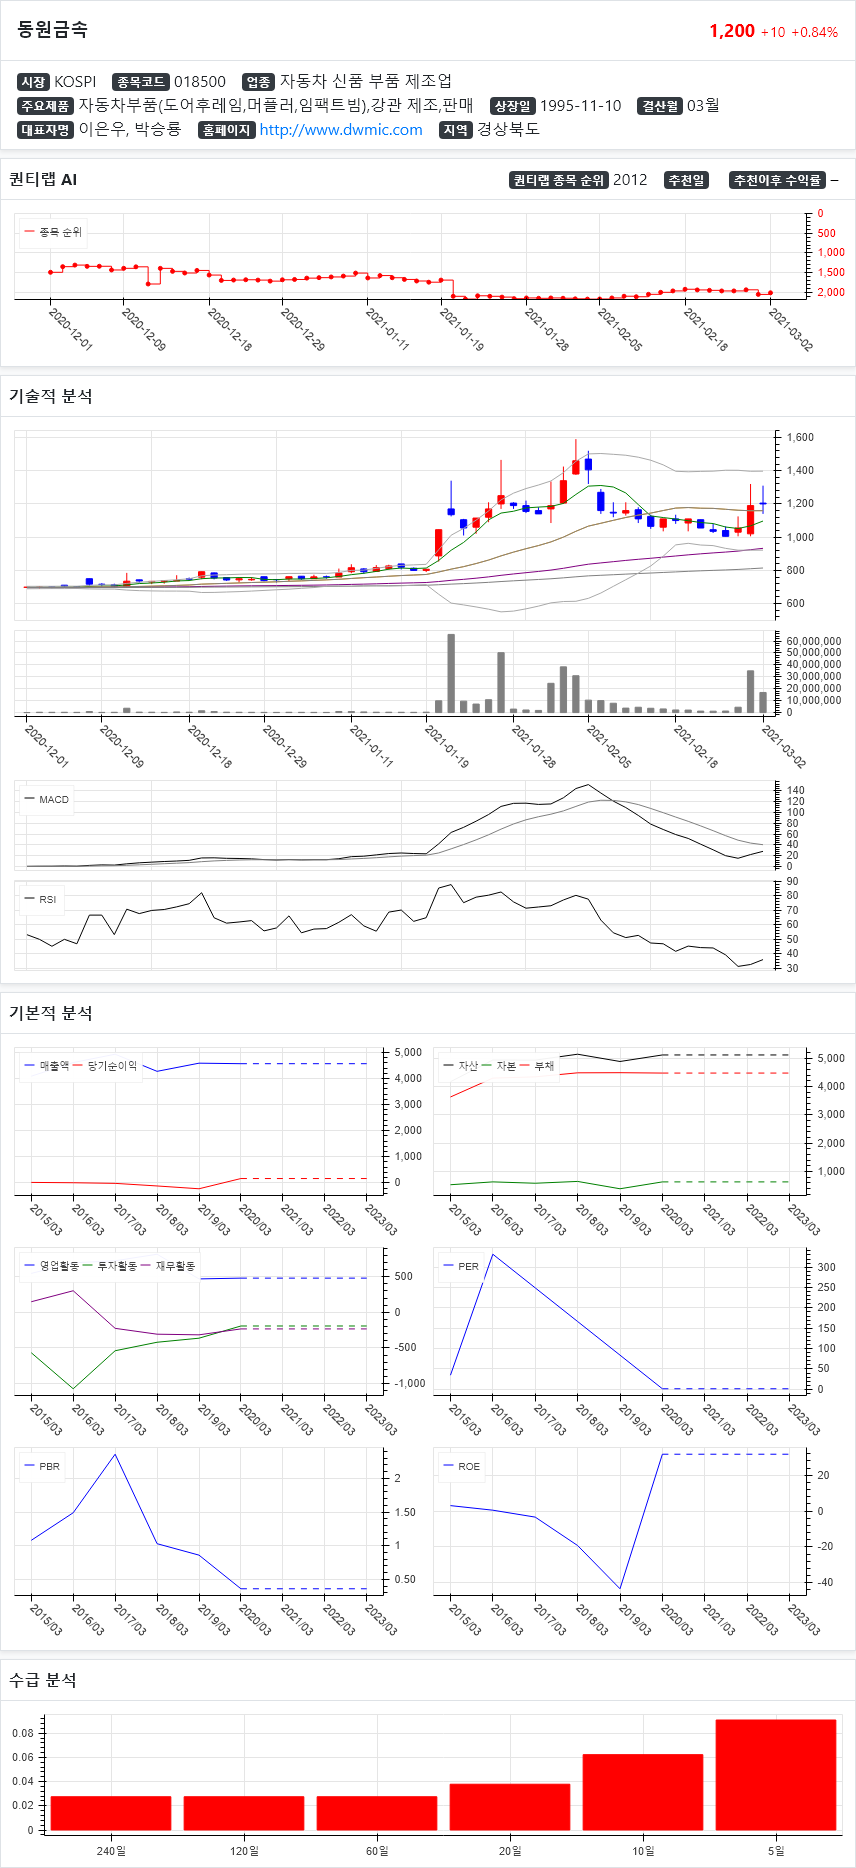 동원금속
1,200 +10 +0.84%
시장 KOSPI 종목코드 018500 업종 자동차 신품 부품 제조업
주요제품 자동차부품(도어후레임,머플러,임팩트빔),강관 제조,판매 상장일 1995-11-10 결산월 03월
대표자명 이은우, 박승룡 홈페이지 http://www.dwmic.com 지역 경상북도
퀀티랩 AI
퀀티랩 종목 순위 2012 추천일 추천이후 수익률 –
종목 순위
0
500
1,000
1,500
2,000
2020-12-01 2020-12-09 2020-12-18 2020-12-29 2021-01-11 2021-01-19 2021-01-28 2021-02-05 2021-02-18 2021-03-02
기술적 분석
1,600
1,400
1,200
1,000
800
600
60,000,000
50,000,000
40,000,000
30,000,000
20,000,000
10,000,000
0
2020-12-01 2020-12-09 2020-12-18 2020-12-29 2021-01-11 2021-01-19 2021-01-28 2021-02-05 2021-02-18 2021-03-02
MACD
140
120
100
80
60
40
20
0
RSI
90
80
70
60
50
40
30
기본적 분석
매출액 당기순이익
5,000
4,000
3,000
2,000
1,000
0
2015/03 2016/03 2017/03 2018/03 2019/03 2020/03 2021/03 2022/03 2023/03
자산 자본 부채
5,000
4,000
3,000
2,000
1,000
2015/03 2016/03 2017/03 2018/03 2019/03 2020/03 2021/03 2022/03 2023/03
영업활동 투자활동 재무활동
500
0
-500
-1,000
2015/03 2016/03 2017/03 2018/03 2019/03 2020/03 2021/03 2022/03 2023/03
PER
300
250
200
150
100
50
0
2015/03 2016/03 2017/03 2018/03 2019/03 2020/03 2021/03 2022/03 2023/03
PBR
2
1.50
1
0.50
2015/03 2016/03 2017/03 2018/03 2019/03 2020/03 2021/03 2022/03 2023/03
ROE
20
0
-20
-40
2015/03 2016/03 2017/03 2018/03 2019/03 2020/03 2021/03 2022/03 2023/03
수급 분석
0.08
0.06
0.04
0.02
0
240일 120일 60일 20일 10일 5일